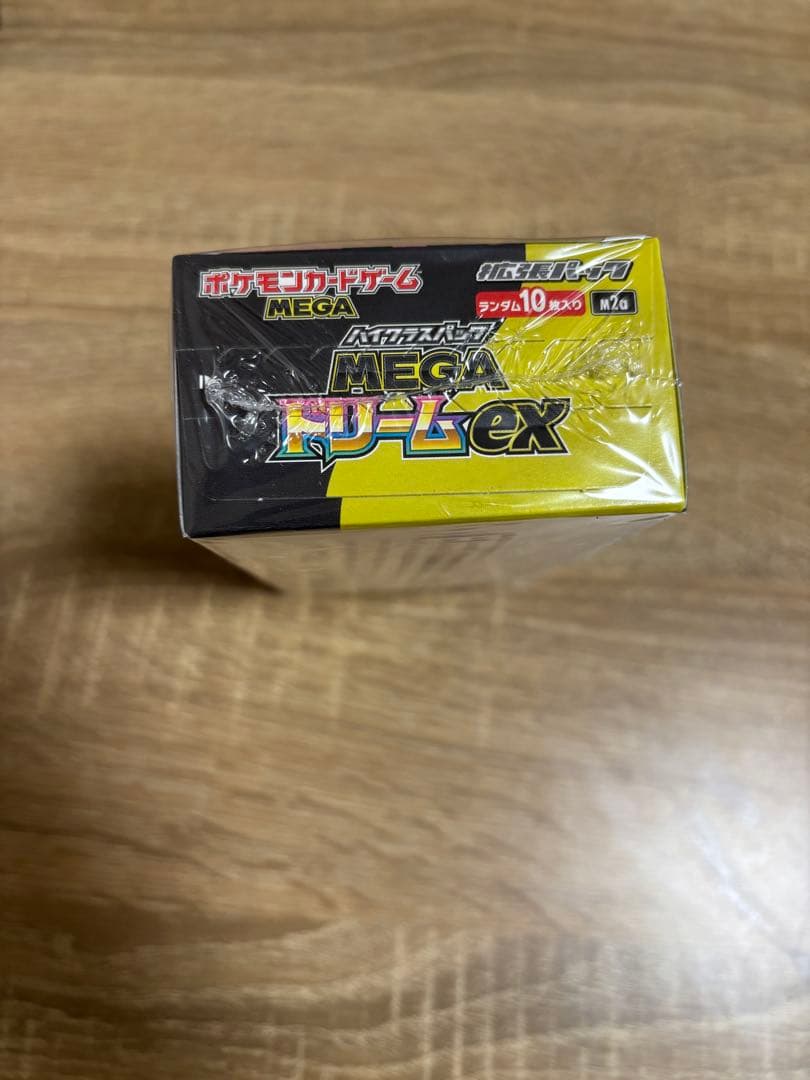 ポケモンカードゲーム
MEGA
拡張パック
ランダム10枚入り
M2a
ハイクラスパック
MEGA
ドリームex